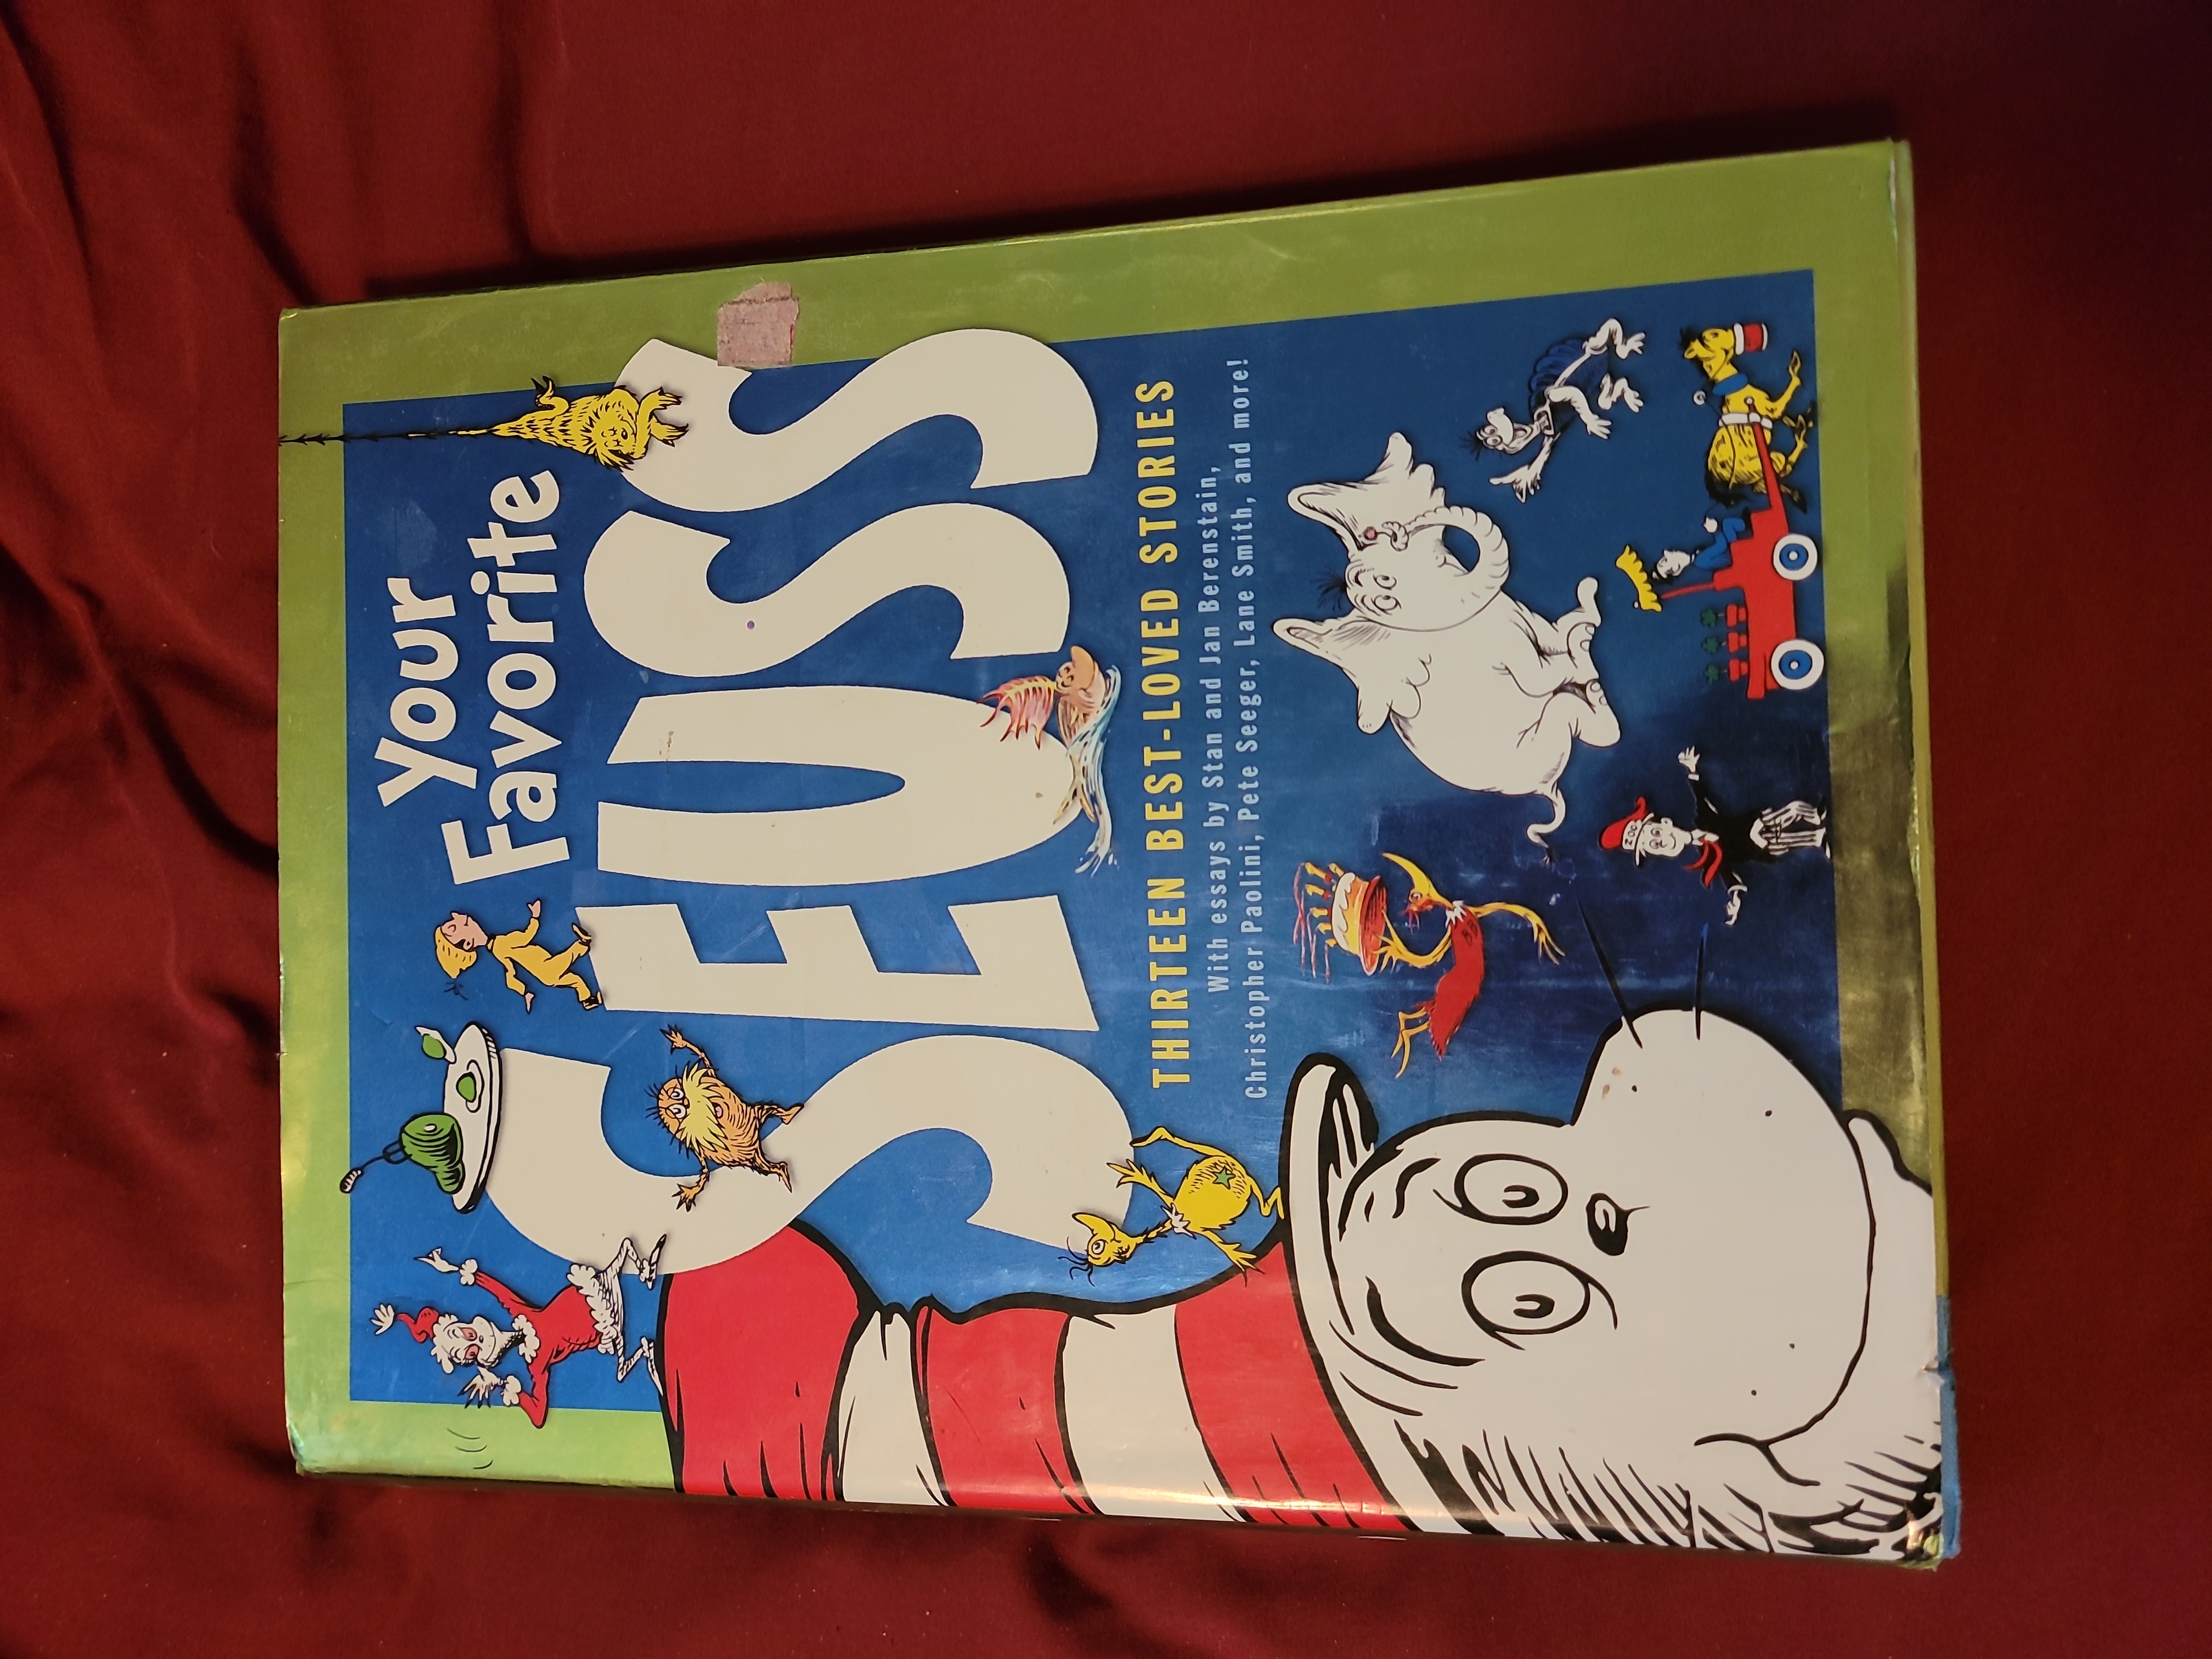 Your
Favorite
SEUSS
THIRTEEN BEST-LOVED STORIES
With essays by Stan and Jan Berenstain,
Christopher Paolini, Pete Seeger, Lane Smith, and more!
ZOO